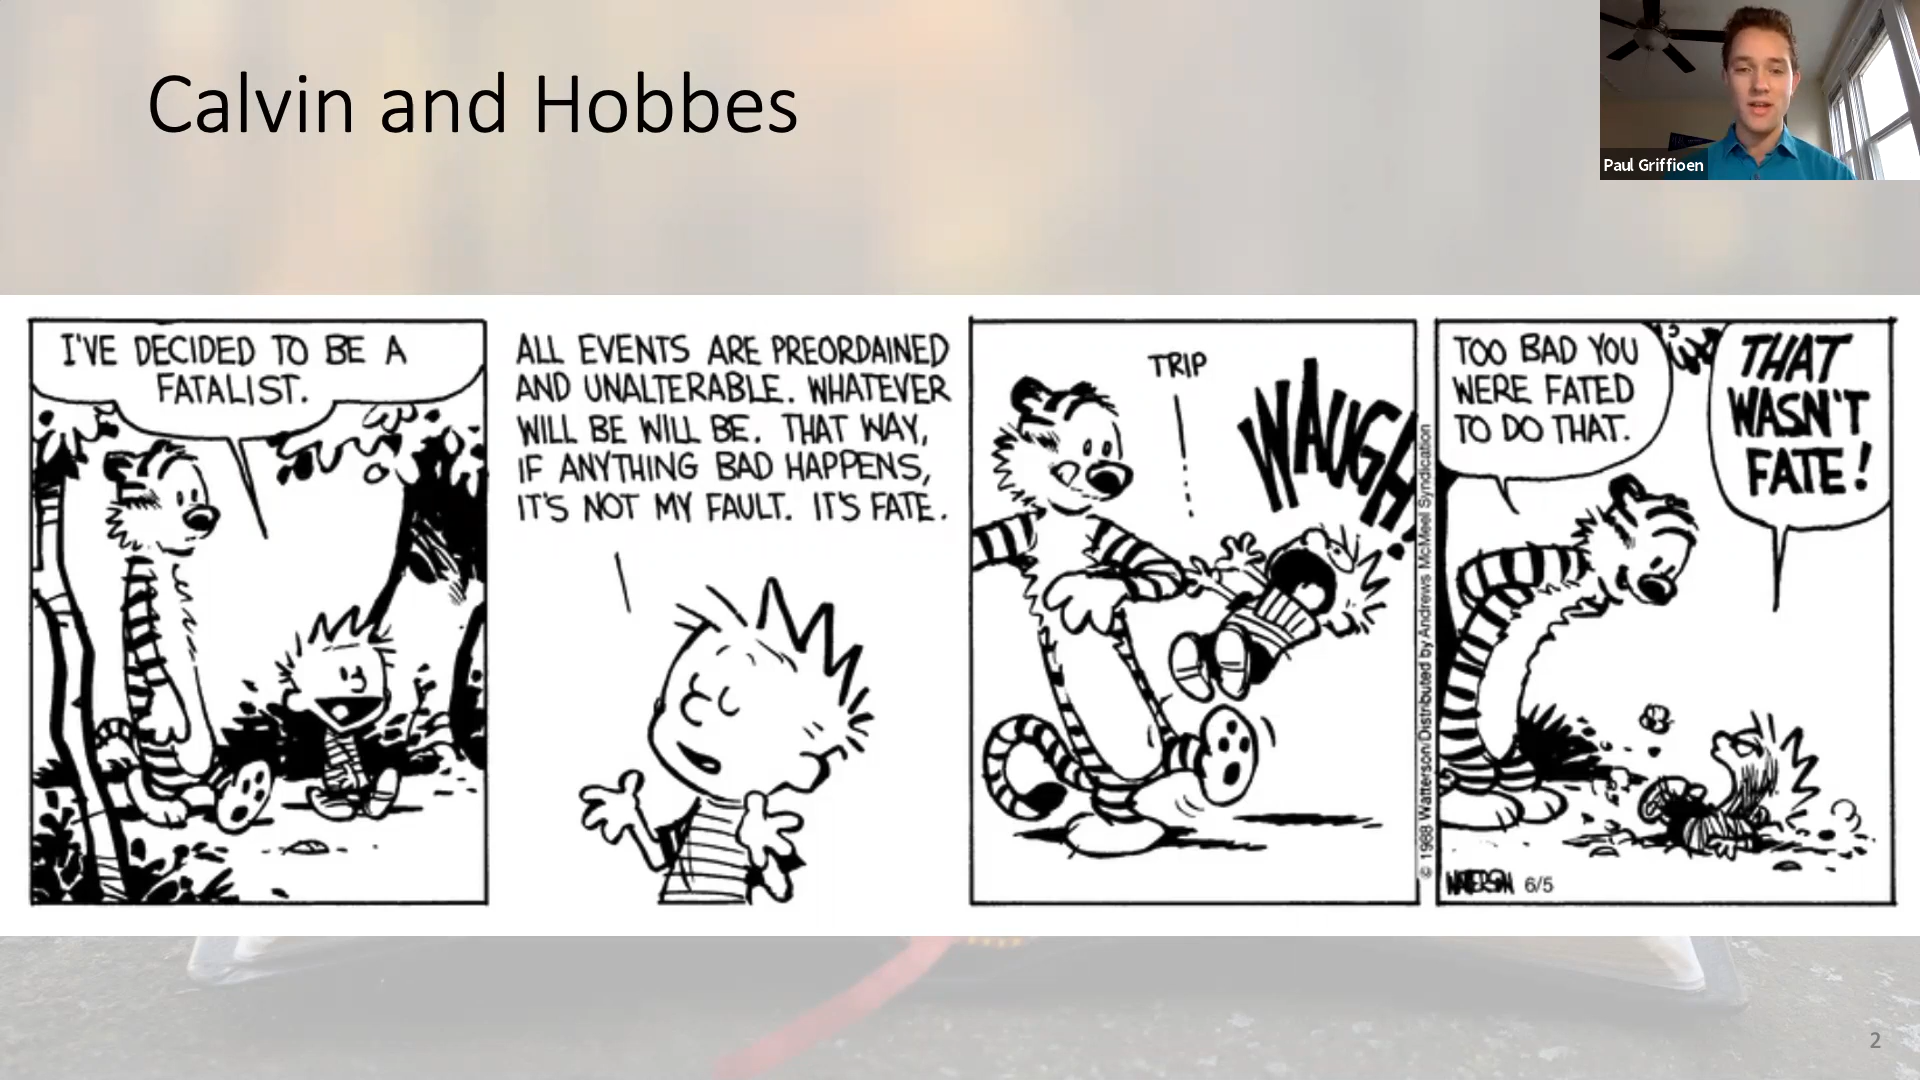 Calvin and Hobbes
Paul Griffioen
I'VE DECIDED TO BE A
FATALIST.
ALL EVENTS ARE PREORDAINED
AND UNALTERABLE. WHATEVER
WILL BE WILL BE. THAT WAY,
IF ANYTHING BAD HAPPENS,
IT'S NOT MY FAULT. IT'S FATE.
TRIP
WAUGH!
© 1988 Watterson/Distributed by Andrews McMeel Syndication
TOO BAD YOU
WERE FATED
TO DO THAT.
THAT
WASN'T
FATE!
WATTERSON 6/5
2